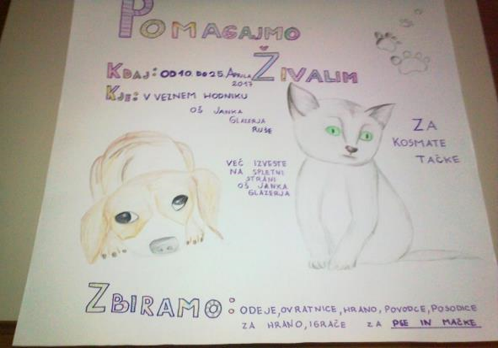 POMAGAJMO
ŽIVALIM
KDAJ: OD 10. DO 25. APRILA
2017
KJE: V VEZNEM HODNIKU
OŠ JANKA
GLAZERJA
RUŠE
ZA
KOSMATE
TAČKE
VEČ IZVESTE
NA SPLETNI
STRANI
OŠ JANKA
GLAZERJA
ZBIRAMO: ODEJE, OVRATNICE, HRANO, POVODCE, POSODICE
ZA HRANO, IGRAČE ZA PSE IN MAČKE